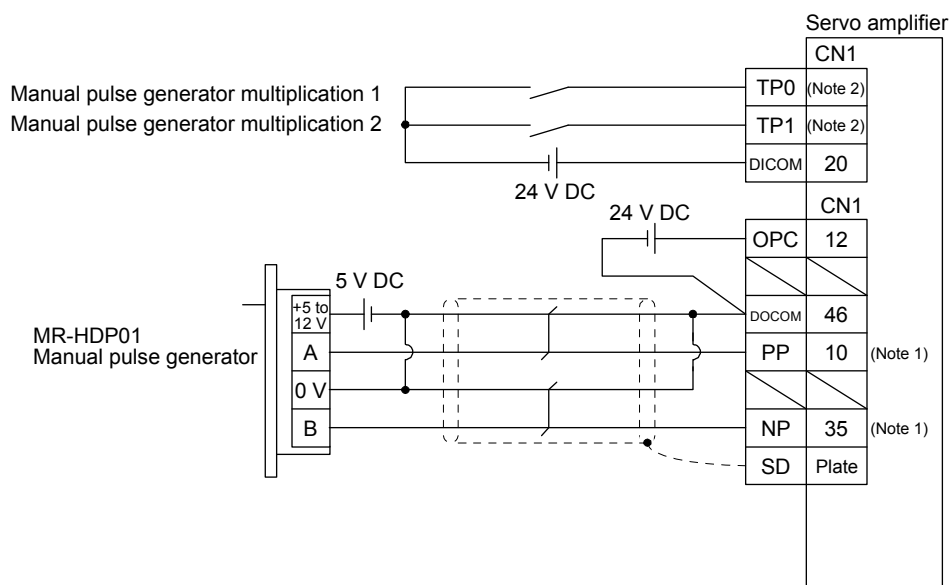 Servo amplifier
CN1
Manual pulse generator multiplication 1
TP0 (Note 2)
Manual pulse generator multiplication 2
TP1 (Note 2)
DICOM 20
24 V DC
CN1
24 V DC
OPC 12
5 V DC
+5 to
12 V
DOCOM 46
MR-HDP01
Manual pulse generator
A
PP 10 (Note 1)
0 V
B
NP 35 (Note 1)
SD Plate